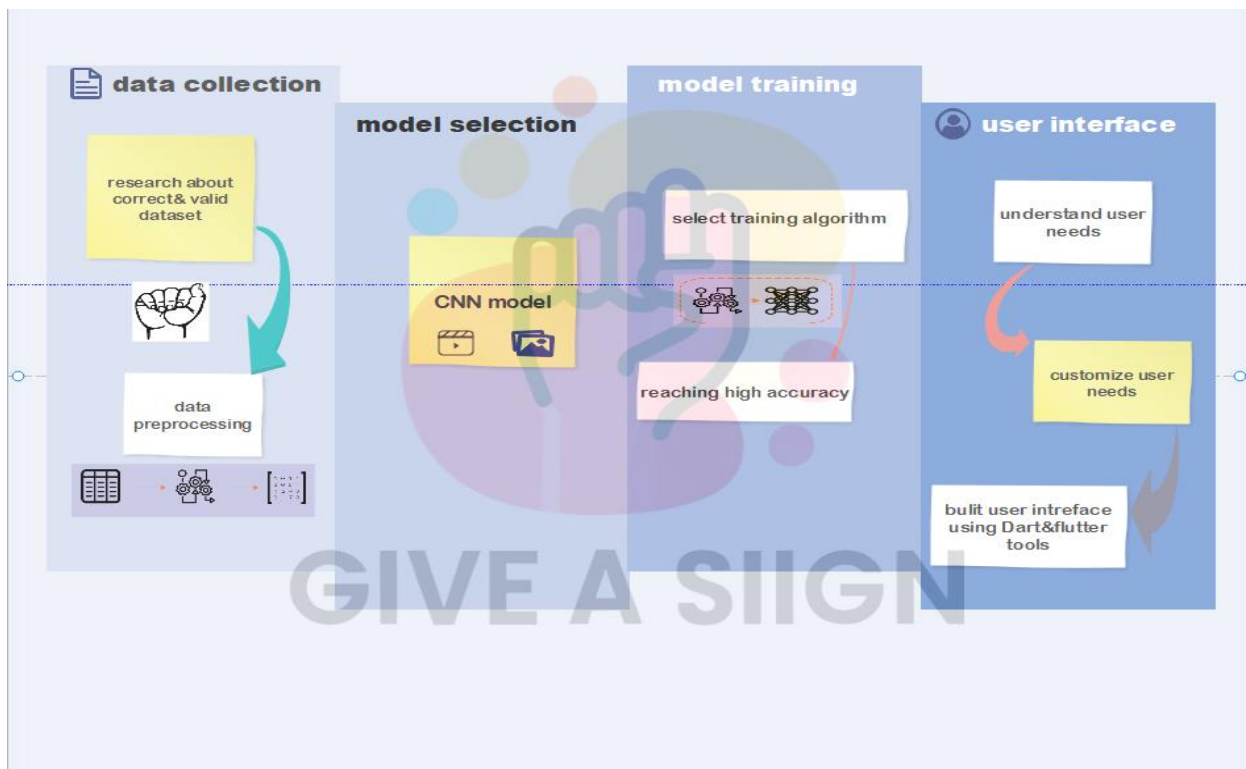 data collection
research about
correct& valid
dataset
data
preprocessing
model selection
CNN model
model training
select training algorithm
reaching high accuracy
user interface
understand user
needs
customize user
needs
bulit user intreface
using Dart&flutter
tools
GIVE A SIIGN